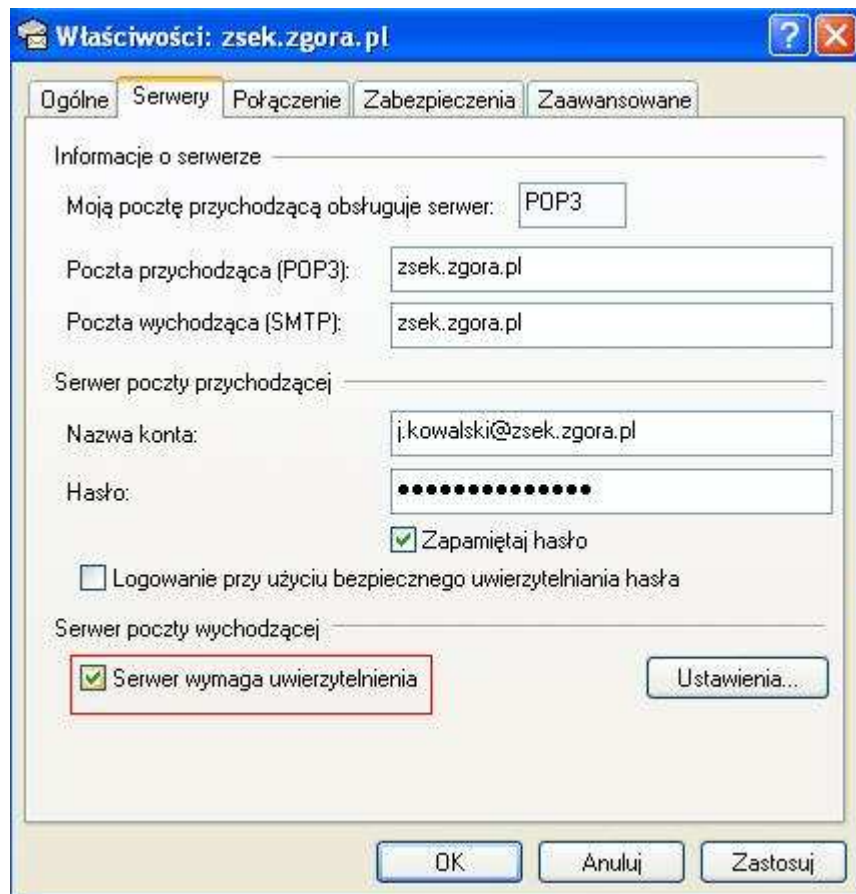 Właściwości: zsek.zgora.pl
Ogólne Serwery Połączenie Zabezpieczenia Zaawansowane
Informacje o serwerze
Moją pocztę przychodzącą obsługuje serwer: POP3
Poczta przychodząca (POP3): zsek.zgora.pl
Poczta wychodząca (SMTP): zsek.zgora.pl
Serwer poczty przychodzącej
Nazwa konta: j.kowalski@zsek.zgora.pl
Hasło: ••••••••••••••
Zapamiętaj hasło
Logowanie przy użyciu bezpiecznego uwierzytelniania hasła
Serwer poczty wychodzącej
Serwer wymaga uwierzytelnienia Ustawienia...
OK Anuluj Zastosuj